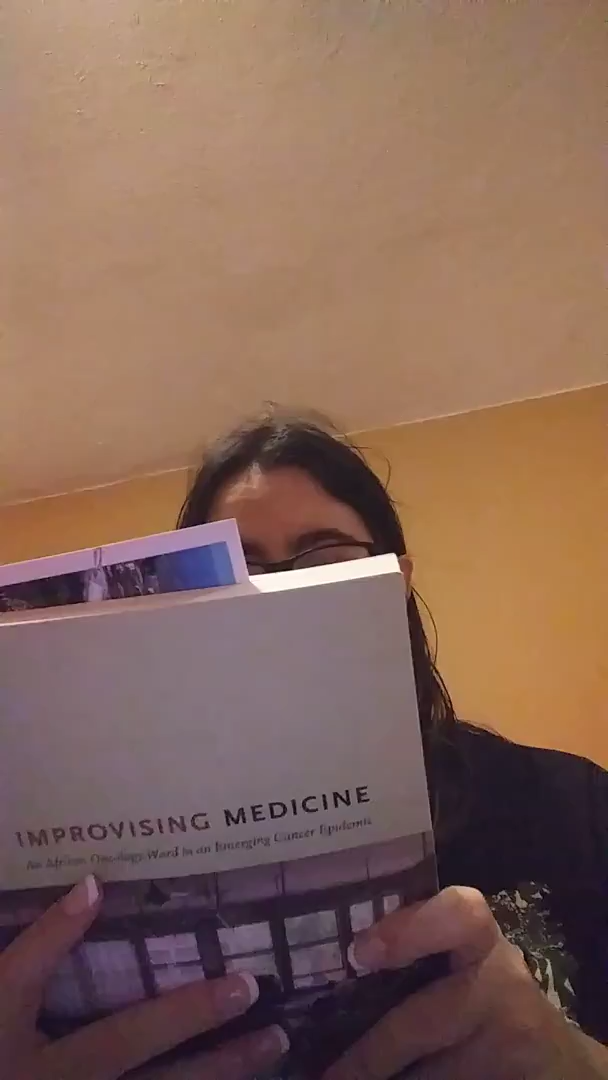 IMPROVISING MEDICINE
An African Oncology Ward in an Emerging Cancer Epidemic